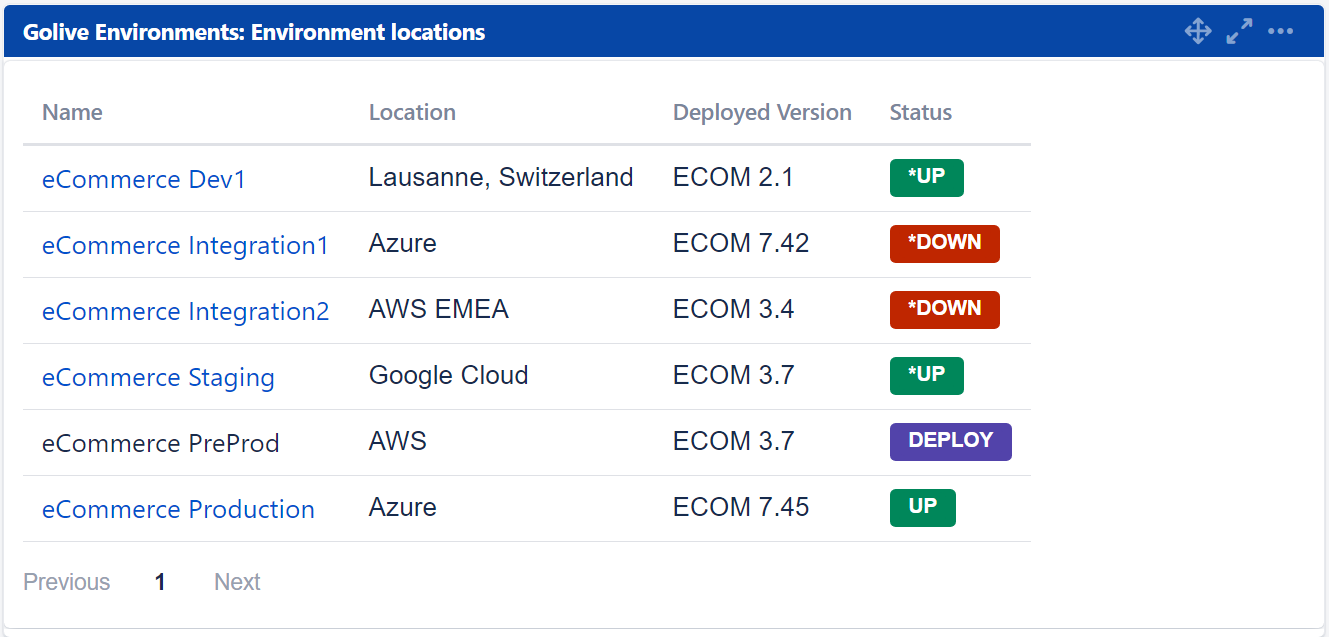 Golive Environments: Environment locations
Name Location Deployed Version Status
eCommerce Dev1 Lausanne, Switzerland ECOM 2.1 *UP
eCommerce Integration1 Azure ECOM 7.42 *DOWN
eCommerce Integration2 AWS EMEA ECOM 3.4 *DOWN
eCommerce Staging Google Cloud ECOM 3.7 *UP
eCommerce PreProd AWS ECOM 3.7 DEPLOY
eCommerce Production Azure ECOM 7.45 UP
Previous 1 Next